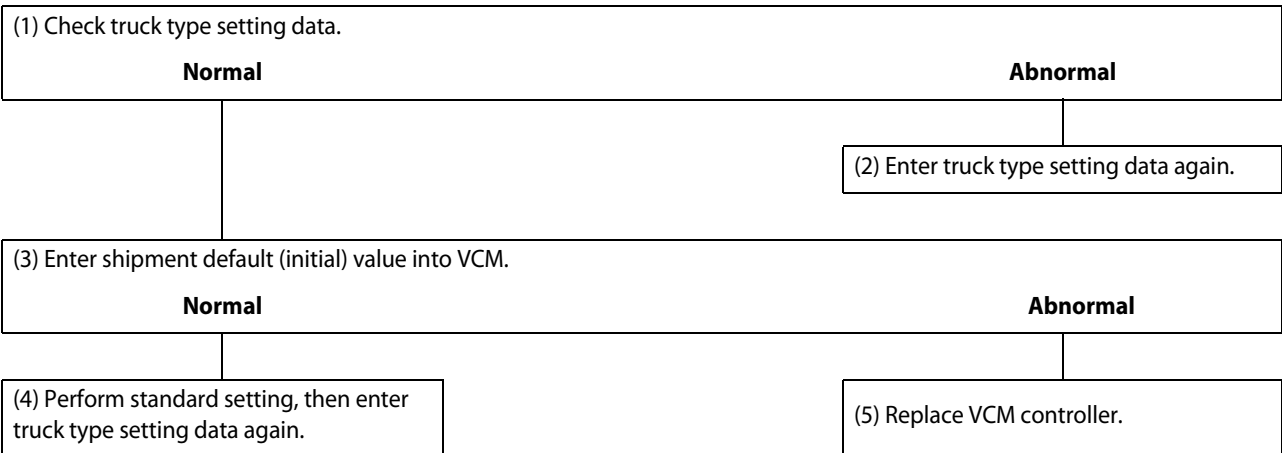 (1) Check truck type setting data.
Normal Abnormal
(2) Enter truck type setting data again.
(3) Enter shipment default (initial) value into VCM.
Normal Abnormal
(4) Perform standard setting, then enter
truck type setting data again.
(5) Replace VCM controller.